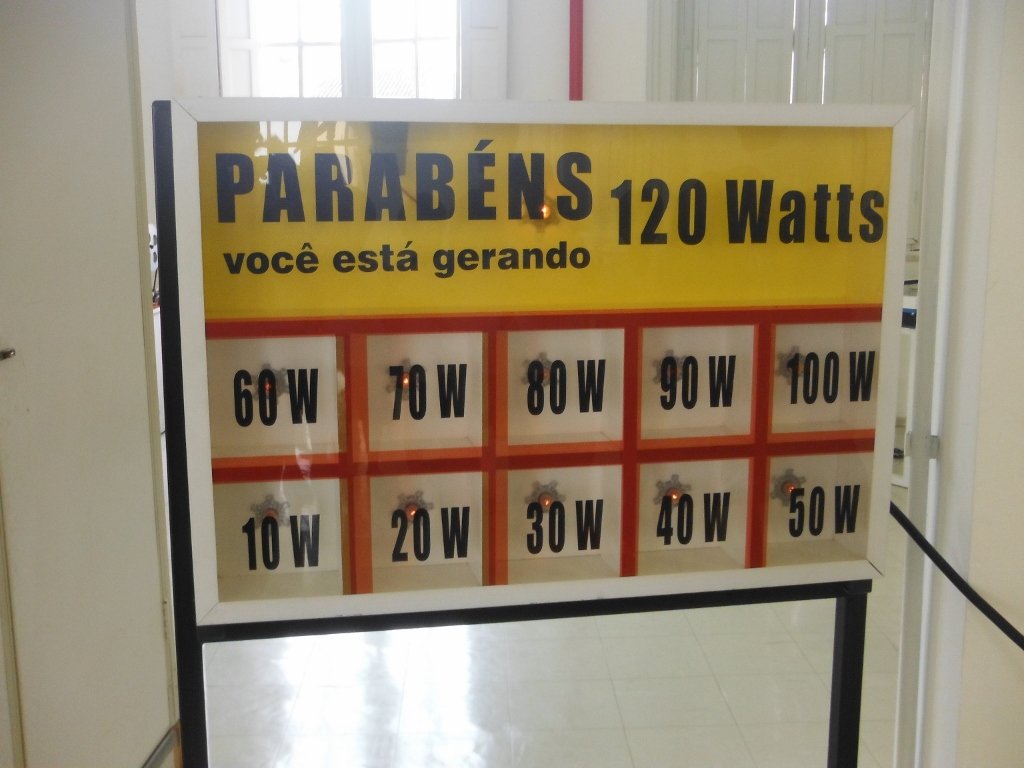 PARABÉNS 120 Watts
você está gerando
60 W 70 W 80 W 90 W 100 W
10 W 20 W 30 W 40 W 50 W